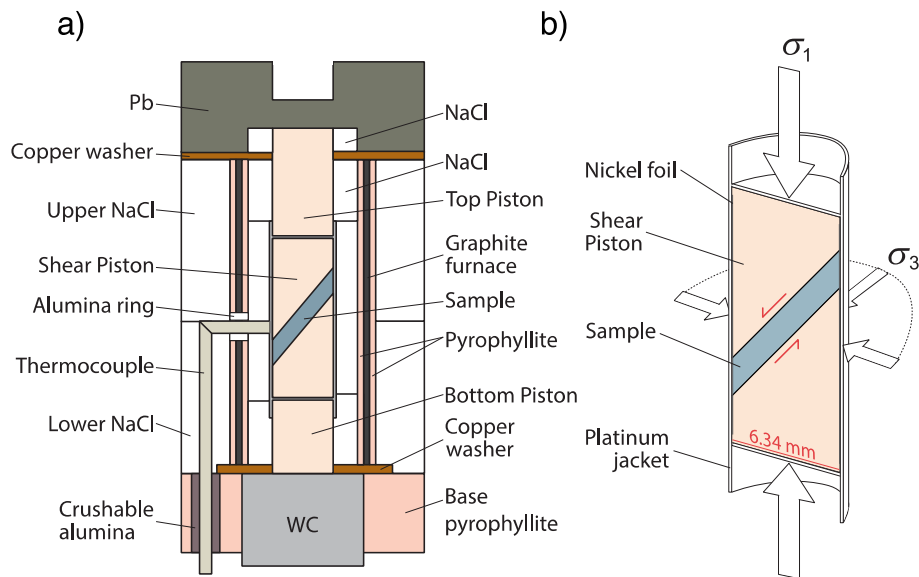 a)
Pb
Copper washer
Upper NaCl
Shear Piston
Alumina ring
Thermocouple
Lower NaCl
Crushable
alumina
NaCl
NaCl
Top Piston
Graphite
furnace
Sample
Pyrophyllite
Bottom Piston
Copper
washer
Base
pyrophyllite
WC
b)
σ1
Nickel foil
Shear
Piston
σ3
Sample
Platinum
jacket
6.34 mm